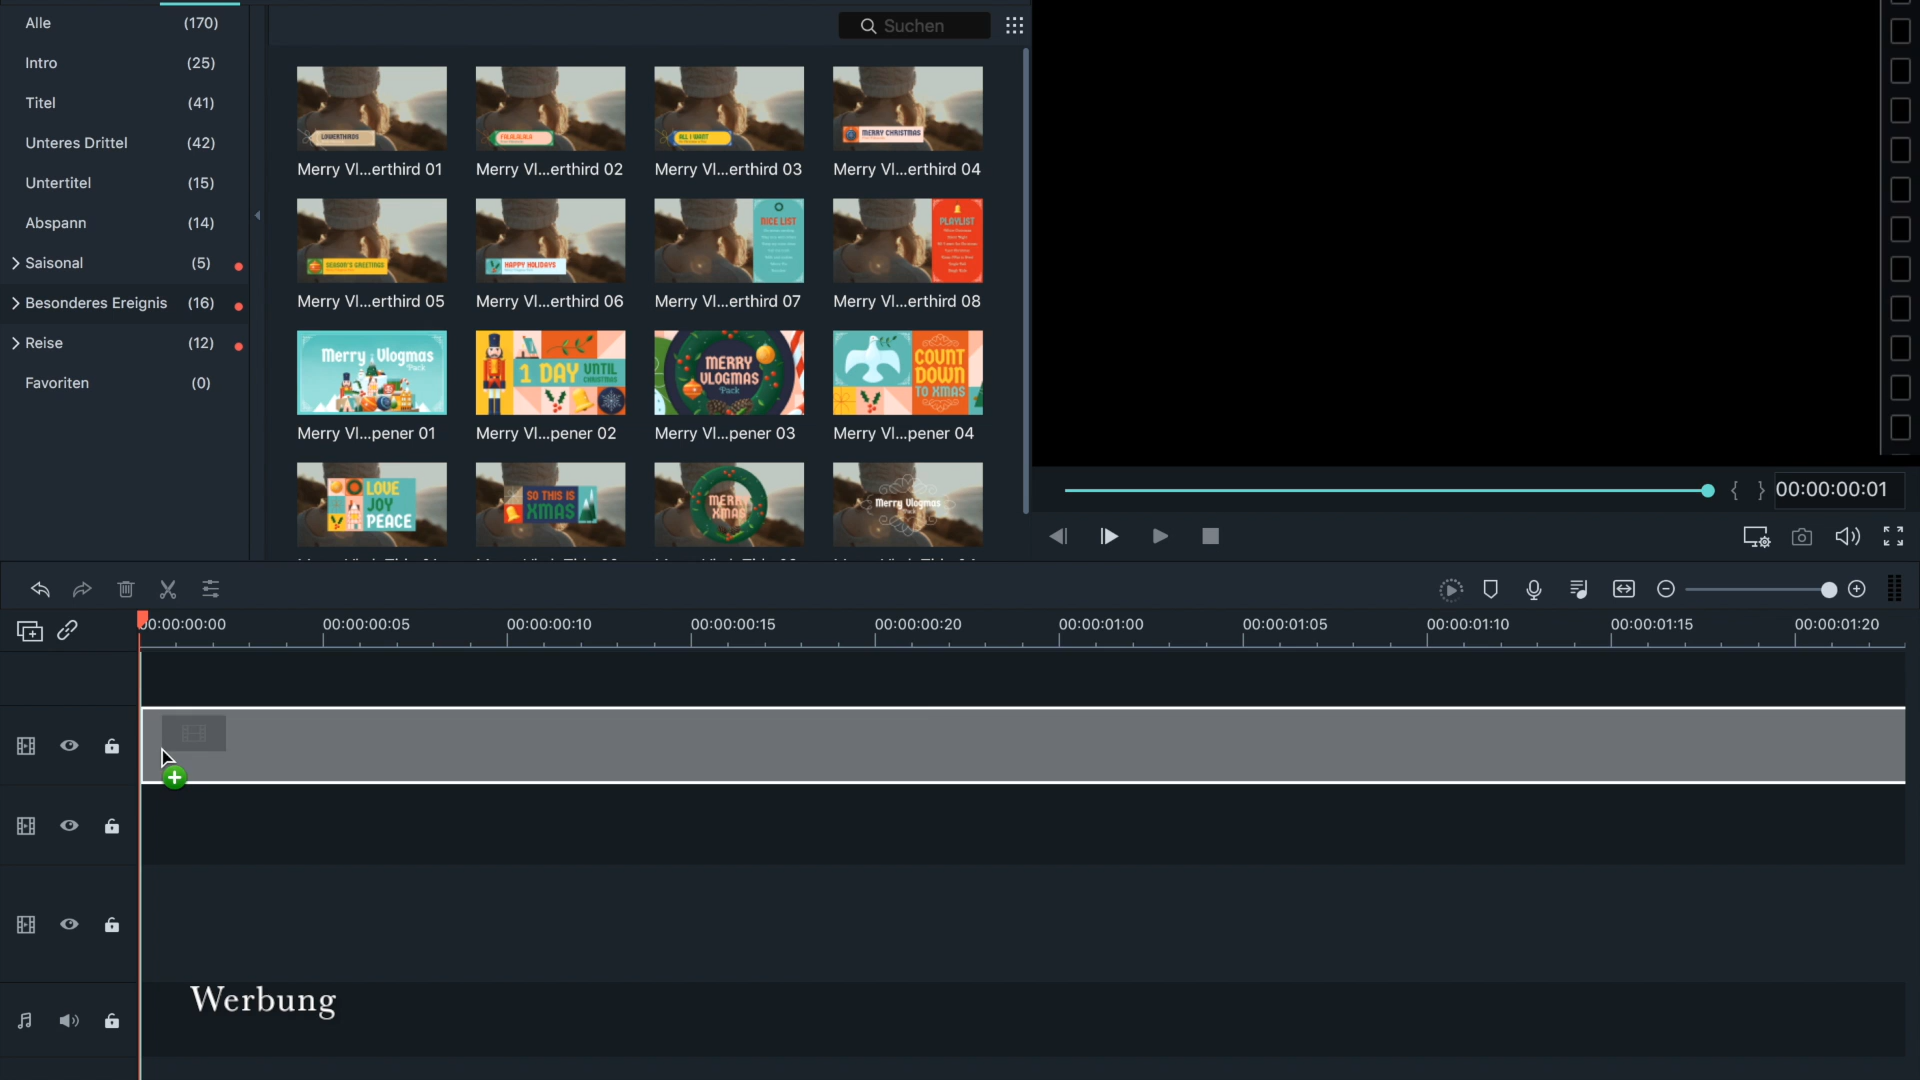 Alle (170)
Intro (25)
Titel (41)
Unteres Drittel (42)
Untertitel (15)
Abspann (14)
Saisonal (5)
Besonderes Ereignis (16)
Reise (12)
Favoriten (0)
Suchen
LOWERTHIRDS
FALALALALA
ALL I WANT
MERRY CHRISTMAS
Merry Vl...erthird 01
Merry Vl...erthird 02
Merry Vl...erthird 03
Merry Vl...erthird 04
SEASON'S GREETINGS
HAPPY HOLIDAYS
NICE LIST
PLAYLIST
Merry Vl...erthird 05
Merry Vl...erthird 06
Merry Vl...erthird 07
Merry Vl...erthird 08
Merry Vlogmas
Pack
1 DAY UNTIL
CHRISTMAS
MERRY
VLOGMAS
Pack
COUNT
DOWN
TO XMAS
Merry Vl...pener 01
Merry Vl...pener 02
Merry Vl...pener 03
Merry Vl...pener 04
LOVE
JOY
PEACE
SO THIS IS
XMAS
MERRY
XMAS
Merry Vlogmas
{ } 00:00:00:01
00:00:00:00 00:00:00:05 00:00:00:10 00:00:00:15 00:00:00:20 00:00:01:00 00:00:01:05 00:00:01:10 00:00:01:15 00:00:01:20
Werbung